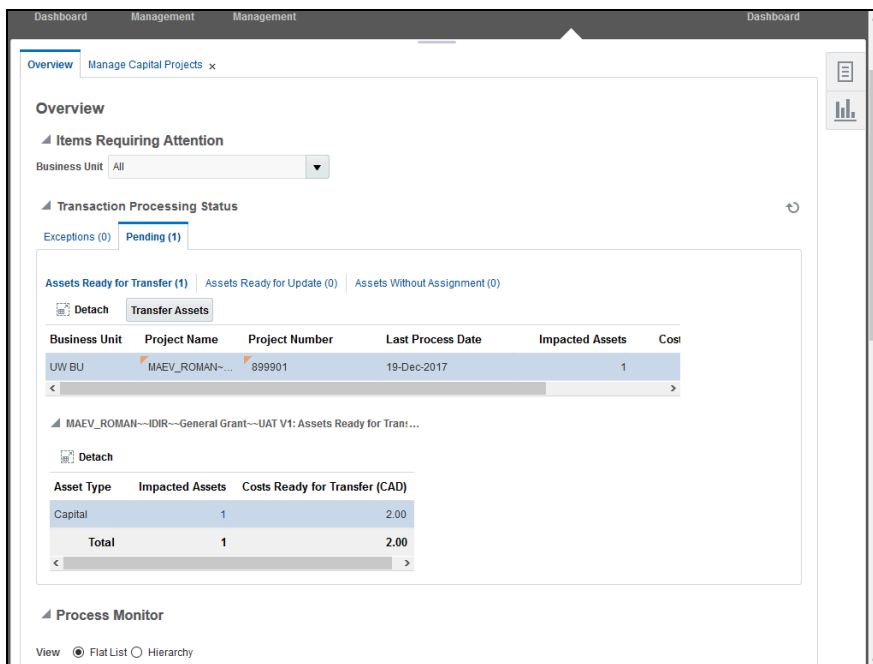 Dashboard Management Management Dashboard
Overview Manage Capital Projects x
Overview
Items Requiring Attention
Business Unit All
Transaction Processing Status
Exceptions (0) Pending (1)
Assets Ready for Transfer (1) Assets Ready for Update (0) Assets Without Assignment (0)
Detach Transfer Assets
Business Unit Project Name Project Number Last Process Date Impacted Assets
UW BU MAEV_ROMAN~... 899901 19-Dec-2017 1
MAEV_ROMAN~~IDIR~~General Grant~~UAT V1: Assets Ready for Trans...
Detach
Asset Type Impacted Assets Costs Ready for Transfer (CAD)
Capital 1 2.00
Total 1 2.00
Process Monitor
View Flat List Hierarchy